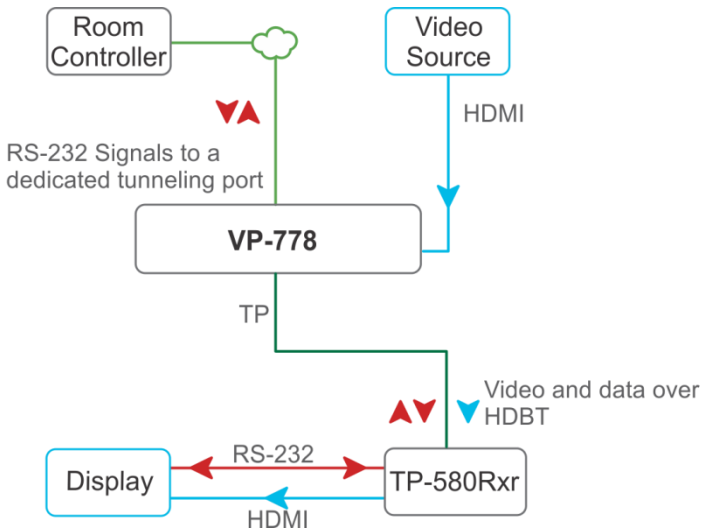 Room
Controller
Video
Source
HDMI
RS-232 Signals to a
dedicated tunneling port
VP-778
TP
Video and data over
HDBT
RS-232
Display
TP-580Rxr
HDMI